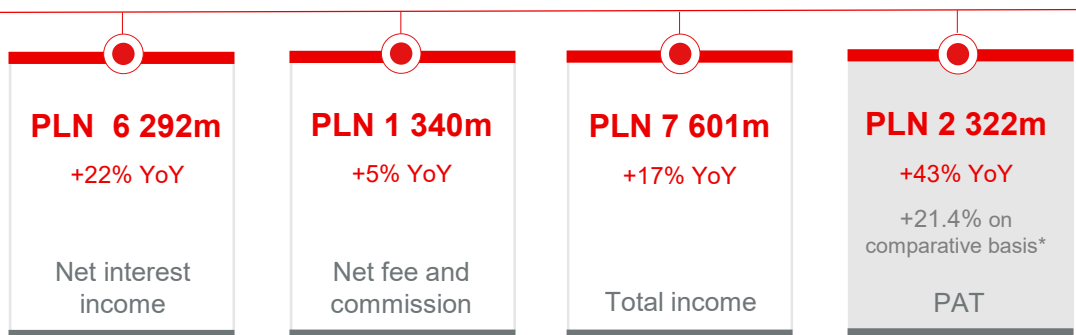 PLN 6 292m
+22% YoY
Net interest
income
PLN 1 340m
+5% YoY
Net fee and
commission
PLN 7 601m
+17% YoY
Total income
PLN 2 322m
+43% YoY
+21.4% on
comparative basis*
PAT